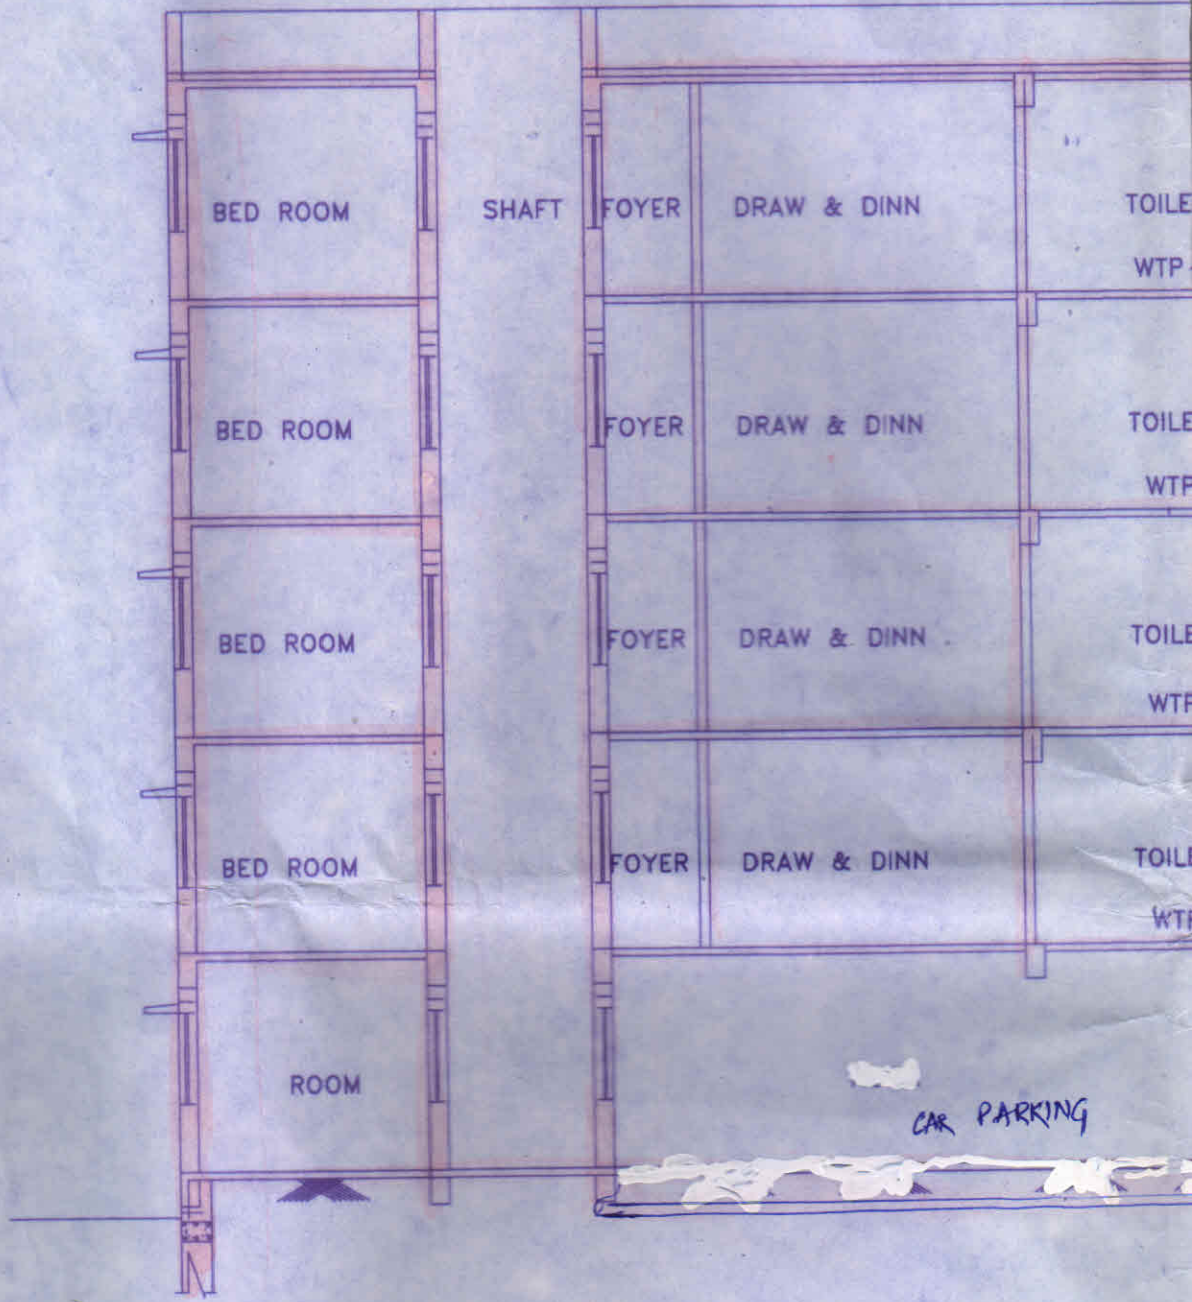 BED ROOM SHAFT FOYER DRAW & DINN TOILE
WTP
BED ROOM FOYER DRAW & DINN TOILE
WTP
BED ROOM FOYER DRAW & DINN TOILE
WTP
BED ROOM FOYER DRAW & DINN TOILE
WTP
ROOM
CAR PARKING